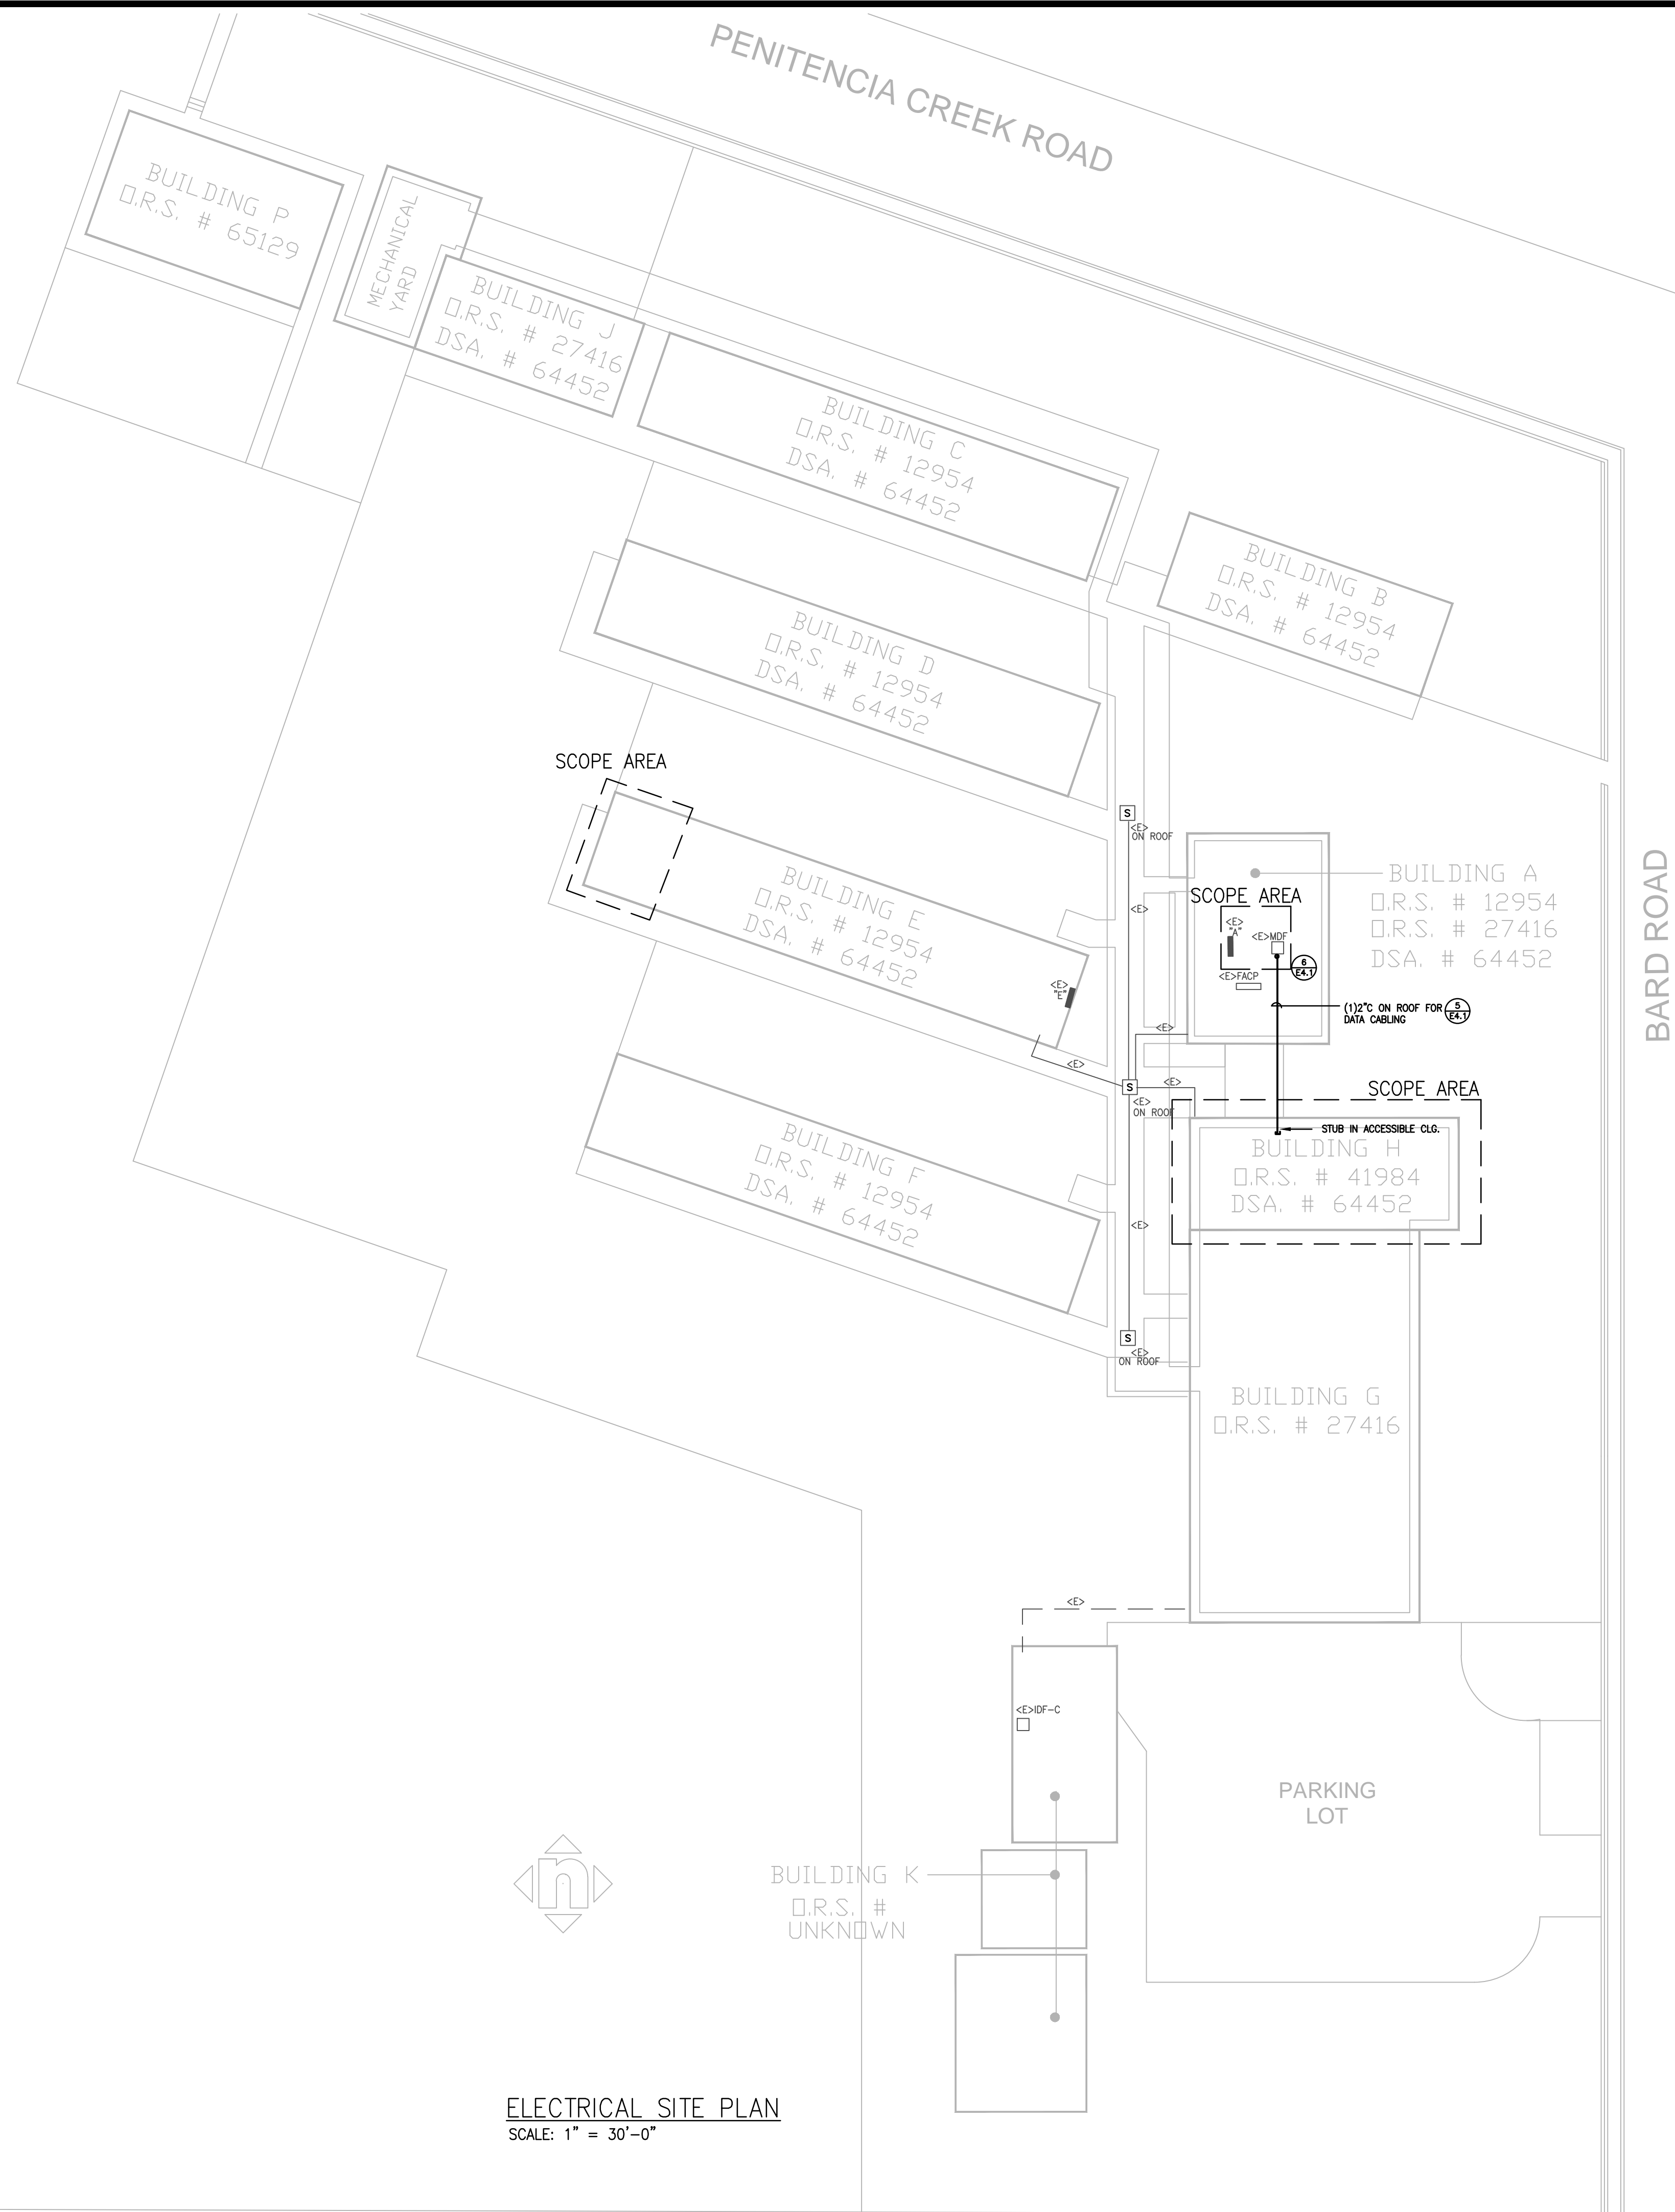 PENITENCIA CREEK ROAD
BUILDING P
O.R.S. # 65129
MECHANICAL
YARD
BUILDING J
O.R.S. # 27416
DSA. # 64452
BUILDING C
O.R.S. # 12954
DSA. # 64452
BUILDING B
O.R.S. # 12954
DSA. # 64452
BUILDING D
O.R.S. # 12954
DSA. # 64452
SCOPE AREA
S
<E>
ON ROOF
BUILDING A
O.R.S. # 12954
O.R.S. # 27416
DSA. # 64452
BARD ROAD
SCOPE AREA
<E>
"A"
<E>MDF
<E>FACP
6
E4.1
<E>
BUILDING E
O.R.S. # 12954
DSA. # 64452
<E>
"E"
(1)2"C ON ROOF FOR
DATA CABLING
5
E4.1
<E>
<E>
S
<E>
<E>
ON ROOF
SCOPE AREA
STUB IN ACCESSIBLE CLG.
BUILDING H
O.R.S. # 41984
DSA. # 64452
BUILDING F
O.R.S. # 12954
DSA. # 64452
<E>
S
<E>
ON ROOF
BUILDING G
O.R.S. # 27416
<E>
<E>IDF-C
PARKING
LOT
n
BUILDING K
O.R.S. #
UNKNOWN
ELECTRICAL SITE PLAN
SCALE: 1" = 30'-0"